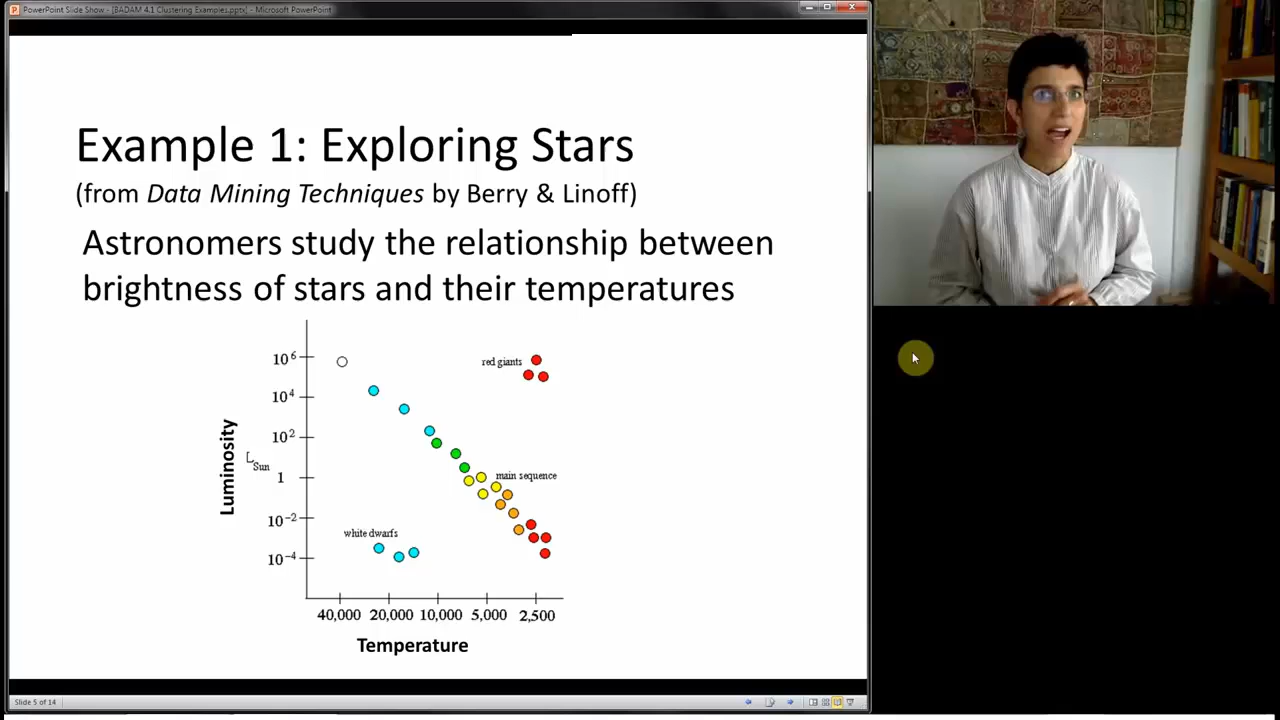 PowerPoint Slide Show - [BADAM 4.1 Clustering Examples.pptx] - Microsoft PowerPoint
Example 1: Exploring Stars
(from Data Mining Techniques by Berry & Linoff)
Astronomers study the relationship between
brightness of stars and their temperatures
10⁶
red giants
10⁴
10²
Luminosity
L Sun
1
main sequence
10⁻²
white dwarfs
10⁻⁴
40,000 20,000 10,000 5,000 2,500
Temperature
Slide 5 of 14